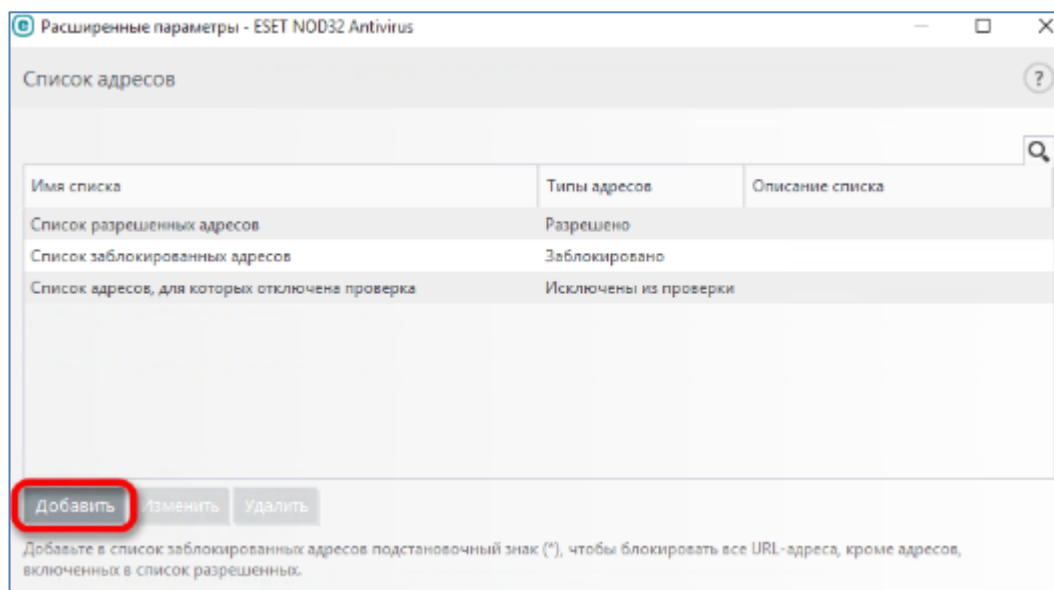 Расширенные параметры - ESET NOD32 Antivirus
Список адресов
?
Имя списка Типы адресов Описание списка
Список разрешенных адресов Разрешено
Список заблокированных адресов Заблокировано
Список адресов, для которых отключена проверка Исключены из проверки
Добавить Изменить Удалить
Добавьте в список заблокированных адресов подстановочный знак (*), чтобы блокировать все URL-адреса, кроме адресов,
включенных в список разрешенных.